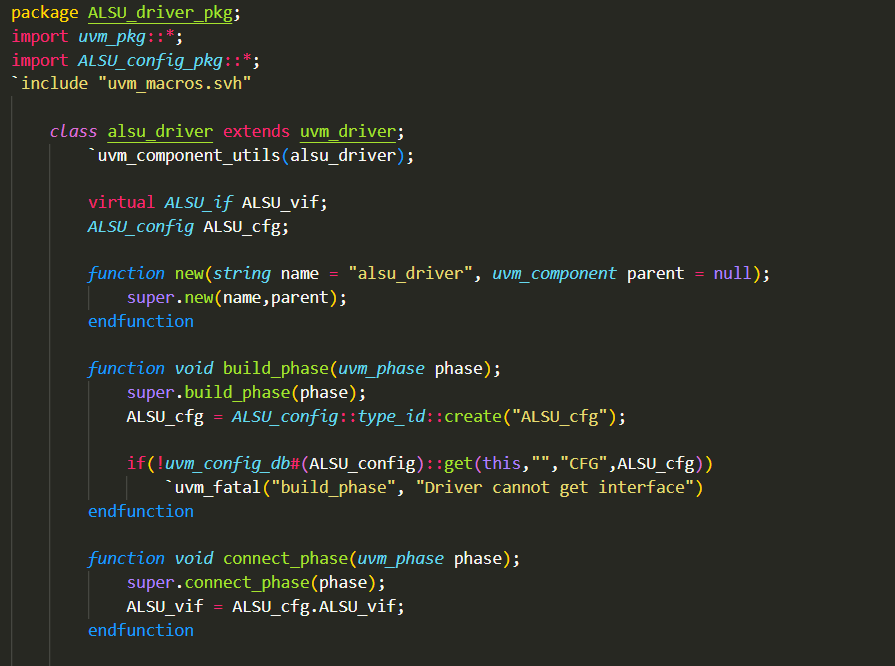 package ALSU_driver_pkg;
import uvm_pkg::*;
import ALSU_config_pkg::*;
`include "uvm_macros.svh"
class alsu_driver extends uvm_driver;
`uvm_component_utils(alsu_driver);
virtual ALSU_if ALSU_vif;
ALSU_config ALSU_cfg;
function new(string name = "alsu_driver", uvm_component parent = null);
super.new(name,parent);
endfunction
function void build_phase(uvm_phase phase);
super.build_phase(phase);
ALSU_cfg = ALSU_config::type_id::create("ALSU_cfg");
if(!uvm_config_db#(ALSU_config)::get(this,"","CFG",ALSU_cfg))
`uvm_fatal("build_phase", "Driver cannot get interface")
endfunction
function void connect_phase(uvm_phase phase);
super.connect_phase(phase);
ALSU_vif = ALSU_cfg.ALSU_vif;
endfunction